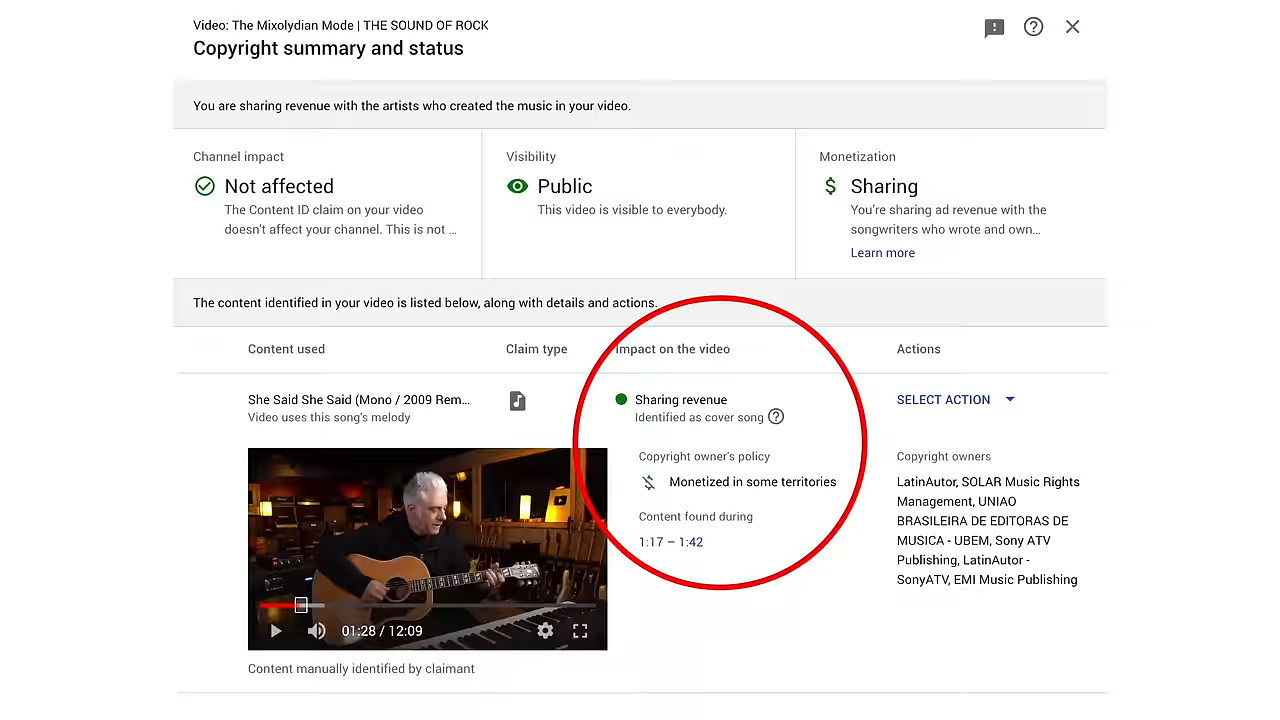 Video: The Mixolydian Mode | THE SOUND OF ROCK
Copyright summary and status
You are sharing revenue with the artists who created the music in your video.
Channel impact
Not affected
The Content ID claim on your video
doesn't affect your channel. This is not ...
Visibility
Public
This video is visible to everybody.
Monetization
Sharing
You're sharing ad revenue with the
songwriters who wrote and own...
Learn more
The content identified in your video is listed below, along with details and actions.
Content used
Claim type
Impact on the video
Actions
She Said She Said (Mono / 2009 Rem...
Video uses this song's melody
Sharing revenue
Identified as cover song
SELECT ACTION
Copyright owner's policy
Monetized in some territories
Content found during
1:17 – 1:42
Copyright owners
LatinAutor, SOLAR Music Rights
Management, UNIAO
BRASILEIRA DE EDITORAS DE
MUSICA - UBEM, Sony ATV
Publishing, LatinAutor -
SonyATV, EMI Music Publishing
01:28 / 12:09
Content manually identified by claimant